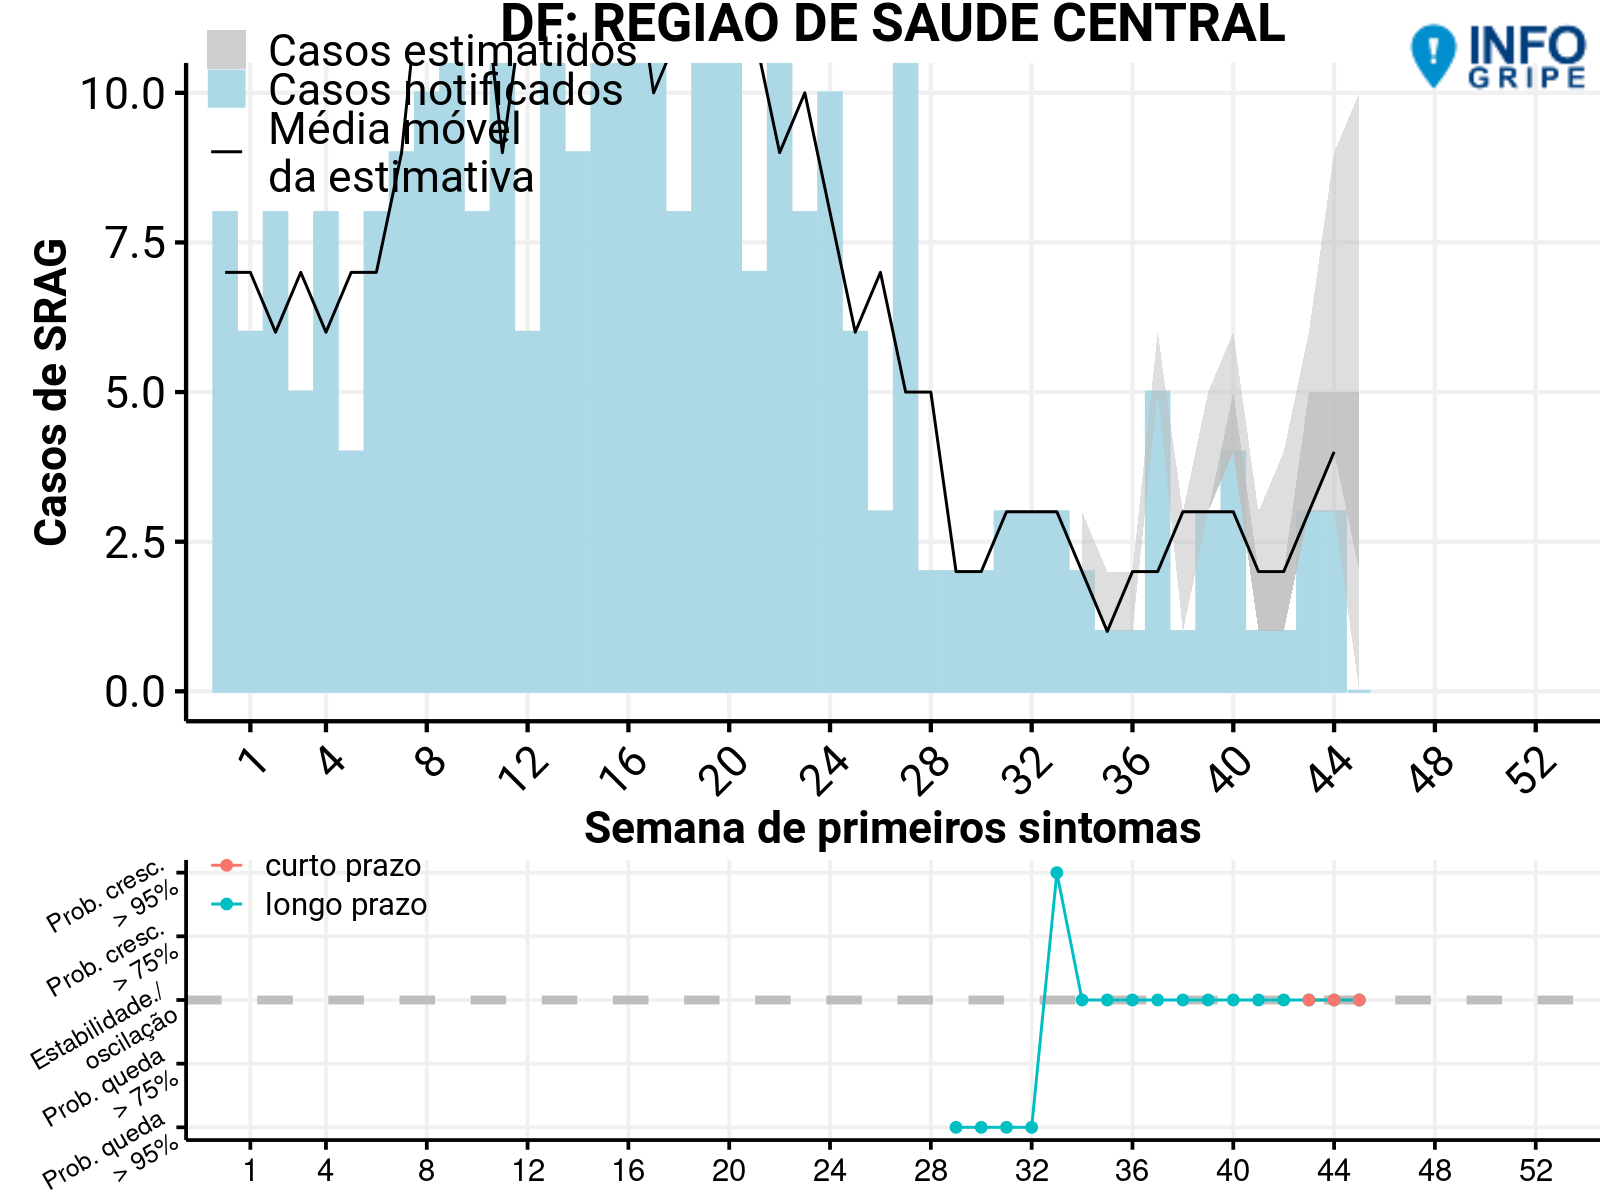 DF: REGIAO DE SAUDE CENTRAL
INFO
GRIPE
Casos estimatidos
Casos notificados
Média móvel
da estimativa
Casos de SRAG
10.0
7.5
5.0
2.5
0.0
1 4 8 12 16 20 24 28 32 36 40 44 48 52
Semana de primeiros sintomas
curto prazo
longo prazo
Prob. cresc.
> 95%
Prob. cresc.
> 75%
Estabilidade./
oscilação
Prob. queda
> 75%
Prob. queda
> 95%
1 4 8 12 16 20 24 28 32 36 40 44 48 52